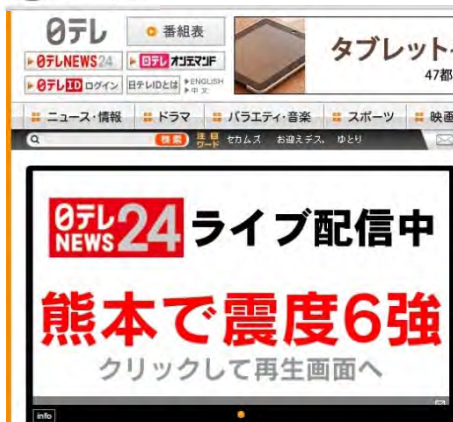 日テレ
番組表
日テレNEWS24
日テレオンデマンド
日テレID ログイン
日テレIDとは
ENGLISH
中文
タブレット
47都
ニュース・情報
ドラマ
バラエティ・音楽
スポーツ
映画
検索
注目ワード
セカムズ お迎えデス。 ゆとり
日テレNEWS24 ライブ配信中
熊本で震度6強
クリックして再生画面へ
info